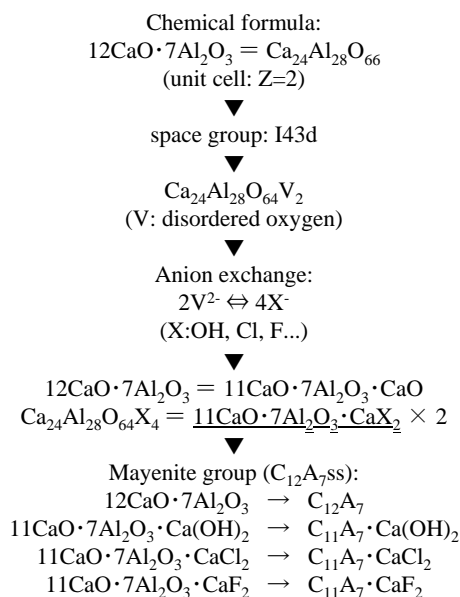 Chemical formula:
12CaO·7Al₂O₃ = Ca₂₄Al₂₈O₆₆
(unit cell: Z=2)
▼
space group: I43d
▼
Ca₂₄Al₂₈O₆₄V₂
(V: disordered oxygen)
▼
Anion exchange:
2V²⁻ ⇔ 4X⁻
(X:OH, Cl, F...)
▼
12CaO·7Al₂O₃ = 11CaO·7Al₂O₃·CaO
Ca₂₄Al₂₈O₆₄X₄ = 11CaO·7Al₂O₃·CaX₂ × 2
▼
Mayenite group (C₁₂A₇ss):
12CaO·7Al₂O₃ → C₁₂A₇
11CaO·7Al₂O₃·Ca(OH)₂ → C₁₁A₇·Ca(OH)₂
11CaO·7Al₂O₃·CaCl₂ → C₁₁A₇·CaCl₂
11CaO·7Al₂O₃·CaF₂ → C₁₁A₇·CaF₂